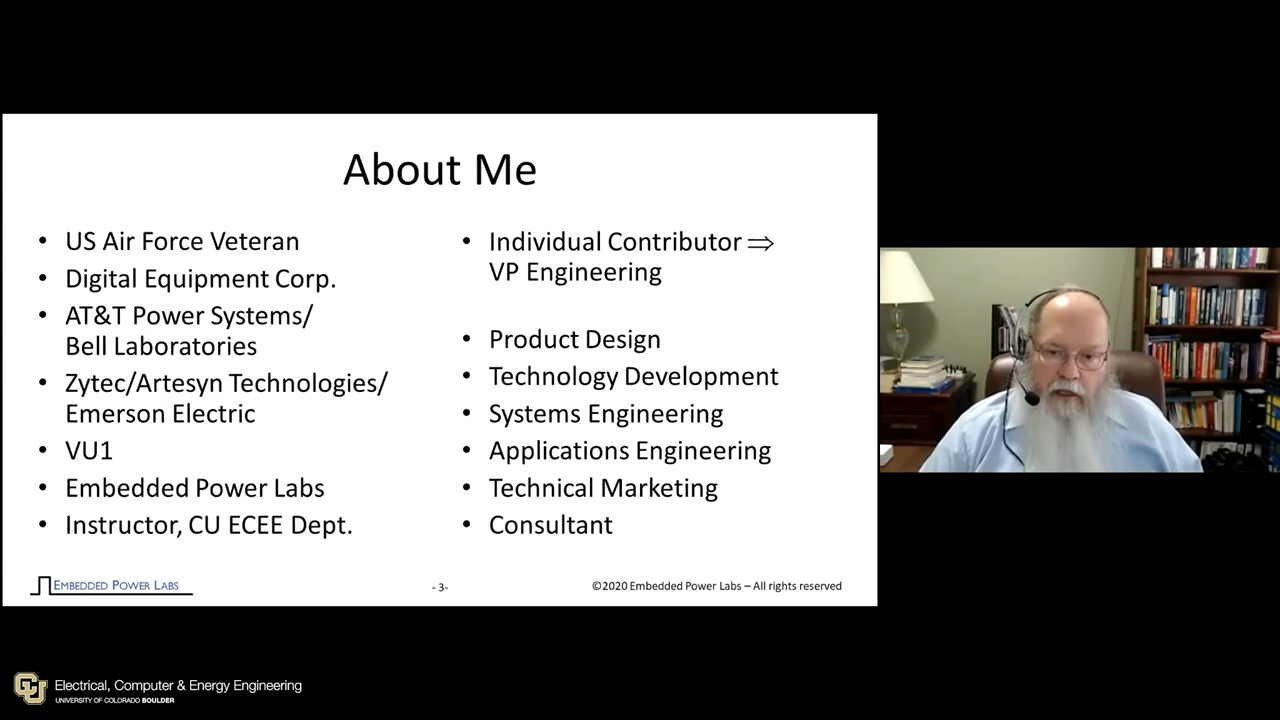 About Me
• US Air Force Veteran
• Digital Equipment Corp.
• AT&T Power Systems/
Bell Laboratories
• Zytec/Artesyn Technologies/
Emerson Electric
• VU1
• Embedded Power Labs
• Instructor, CU ECEE Dept.
• Individual Contributor ⇒
VP Engineering
• Product Design
• Technology Development
• Systems Engineering
• Applications Engineering
• Technical Marketing
• Consultant
EMBEDDED POWER LABS
- 3-
©2020 Embedded Power Labs – All rights reserved
CU
Electrical, Computer & Energy Engineering
UNIVERSITY OF COLORADO BOULDER